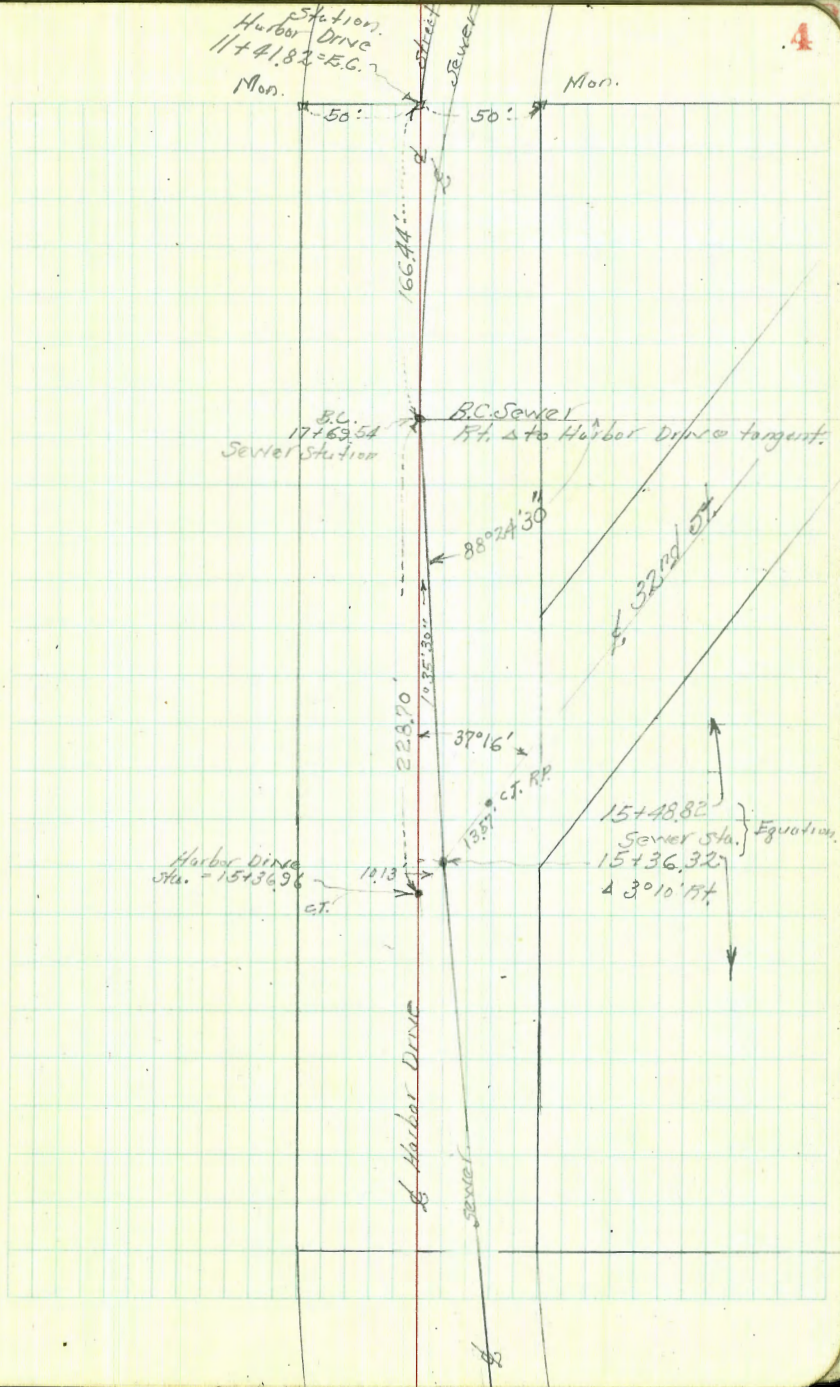 4
Station.
Harbor Drive
11+41.82=E.C.
Street
Sewer
Mon.
50'
50'
Mon.
℄
℄
166.44'
B.C.
17+69.54
Sewer Station
B.C. Sewer
Rt. ∆ to Harbor Drive tangent.
88°24'30"
℄ 32nd St.
1°35'30"
228.70'
37°16'
C.T. R.P.
13.57'
15+48.82
Sewer Sta.
Equation
15+36.32
∆ 3°10' Rt.
Harbor Drive
Sta. = 15+36.96
10.13'
C.T.
℄ Harbor Drive
Sewer
℄